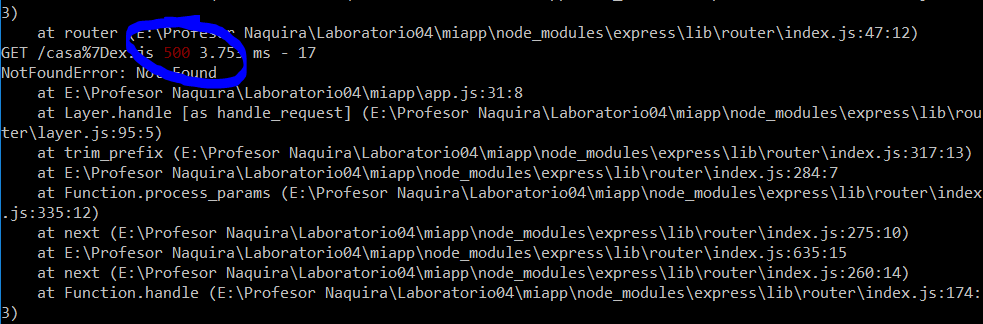 3)
    at router (E:\Profesor Naquira\Laboratorio04\miapp\node_modules\express\lib\router\index.js:47:12)
GET /casa%7Dex.js 500 3.753 ms - 17
NotFoundError: Not Found
    at E:\Profesor Naquira\Laboratorio04\miapp\app.js:31:8
    at Layer.handle [as handle_request] (E:\Profesor Naquira\Laboratorio04\miapp\node_modules\express\lib\rou
ter\layer.js:95:5)
    at trim_prefix (E:\Profesor Naquira\Laboratorio04\miapp\node_modules\express\lib\router\index.js:317:13)
    at E:\Profesor Naquira\Laboratorio04\miapp\node_modules\express\lib\router\index.js:284:7
    at Function.process_params (E:\Profesor Naquira\Laboratorio04\miapp\node_modules\express\lib\router\index
.js:335:12)
    at next (E:\Profesor Naquira\Laboratorio04\miapp\node_modules\express\lib\router\index.js:275:10)
    at E:\Profesor Naquira\Laboratorio04\miapp\node_modules\express\lib\router\index.js:635:15
    at next (E:\Profesor Naquira\Laboratorio04\miapp\node_modules\express\lib\router\index.js:260:14)
    at Function.handle (E:\Profesor Naquira\Laboratorio04\miapp\node_modules\express\lib\router\index.js:174:
3)